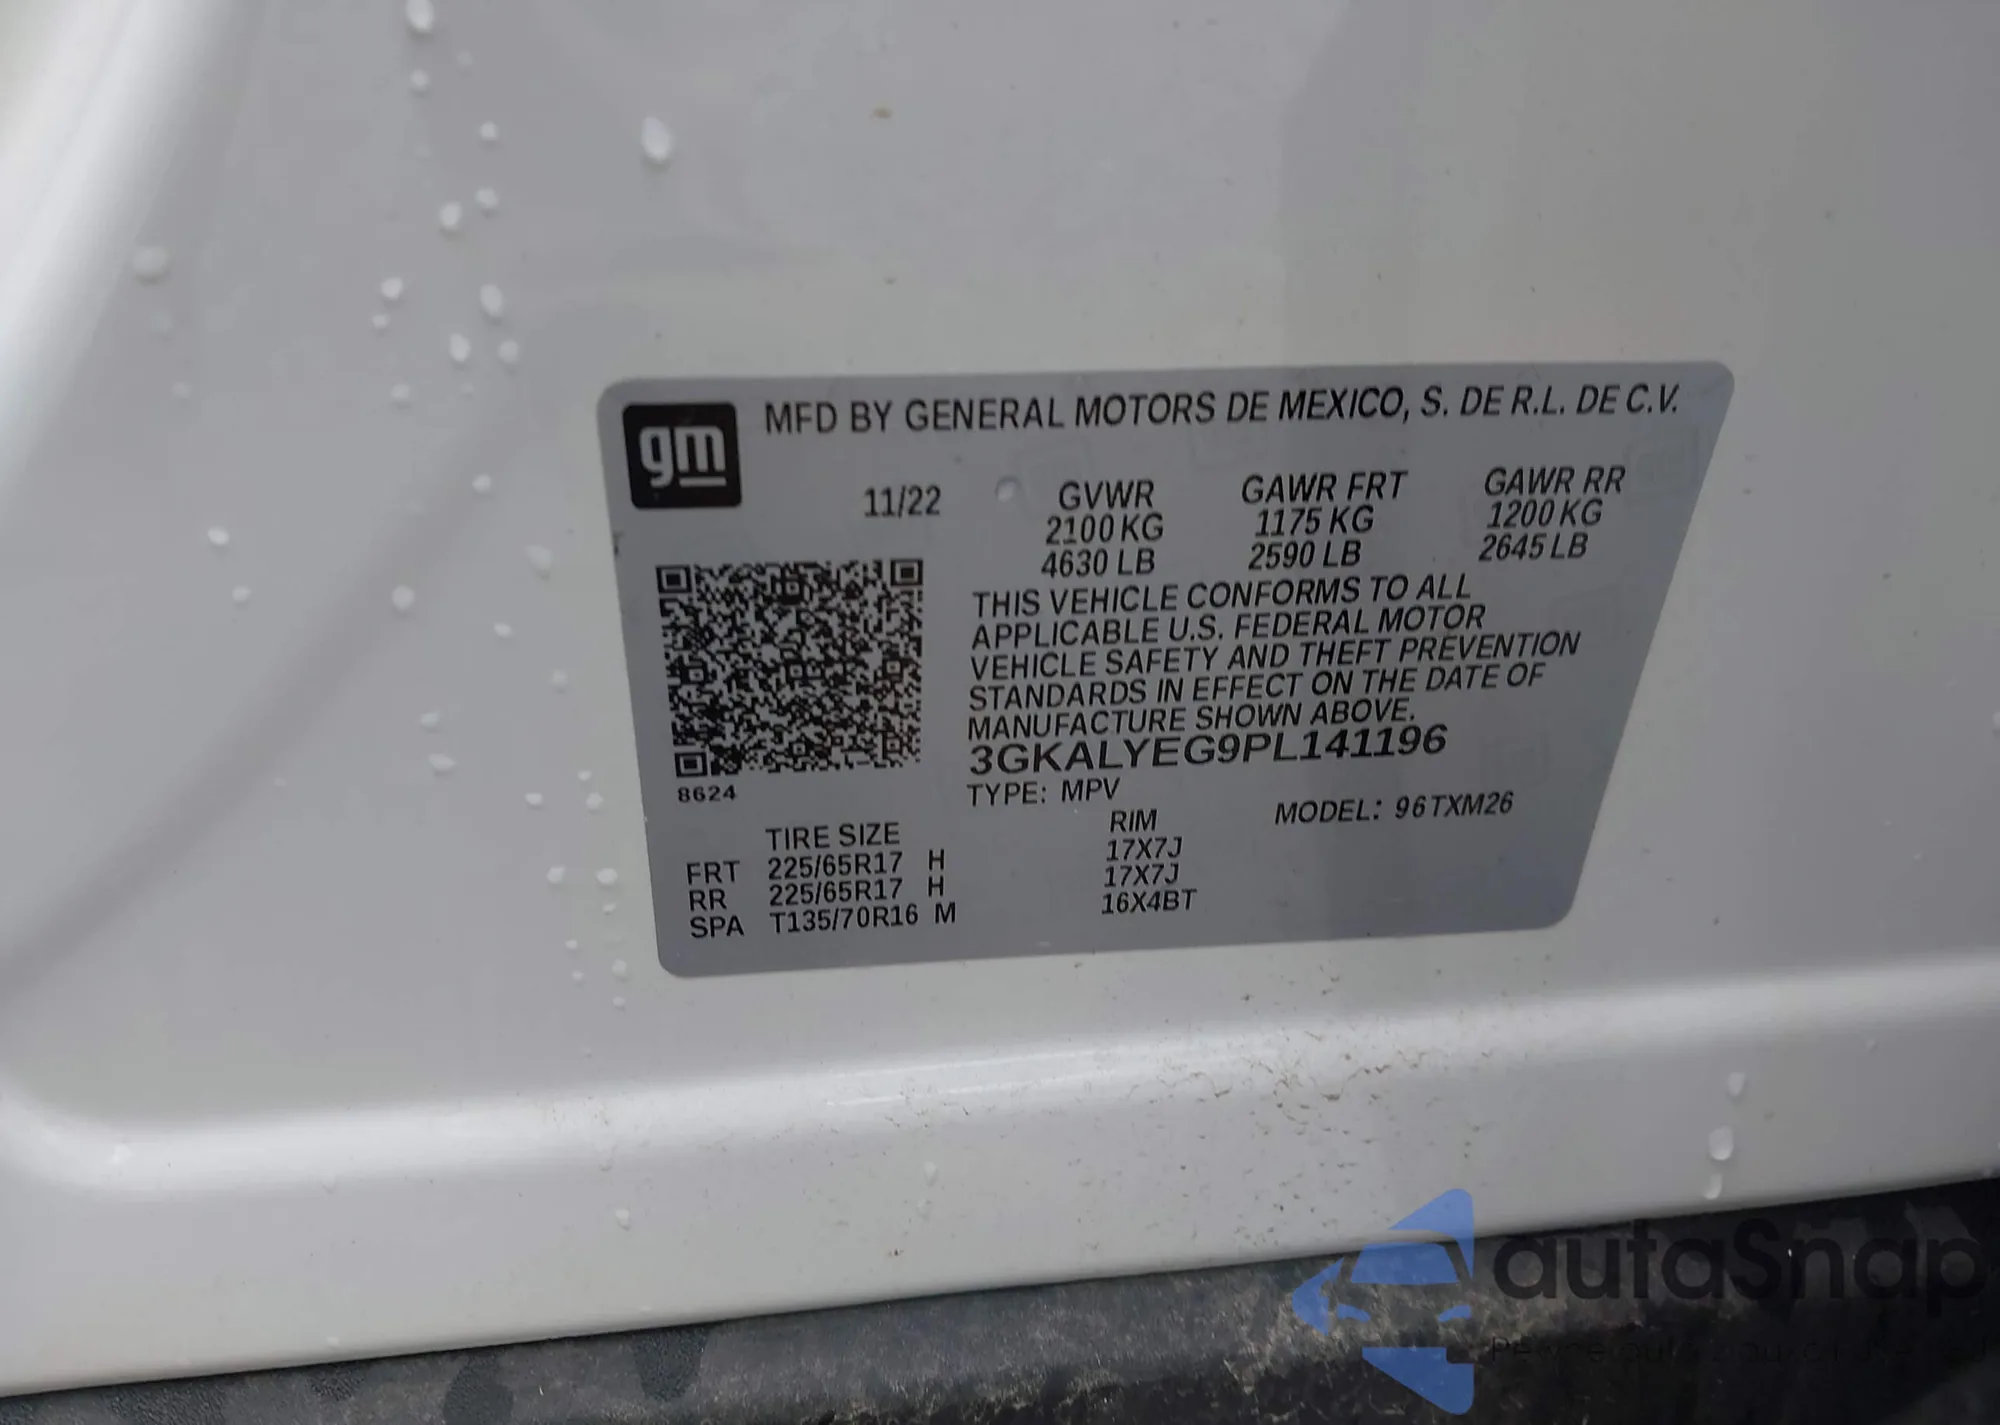 gm
MFD BY GENERAL MOTORS DE MEXICO, S. DE R.L. DE C.V.
11/22 GVWR GAWR FRT GAWR RR
2100 KG 1175 KG 1200 KG
4630 LB 2590 LB 2645 LB
THIS VEHICLE CONFORMS TO ALL
APPLICABLE U.S. FEDERAL MOTOR
VEHICLE SAFETY AND THEFT PREVENTION
STANDARDS IN EFFECT ON THE DATE OF
MANUFACTURE SHOWN ABOVE.
3GKALYEG9PL141196
8624
TYPE: MPV MODEL: 96TXM26
TIRE SIZE RIM
FRT 225/65R17 H 17X7J
RR 225/65R17 H 17X7J
SPA T135/70R16 M 16X4BT
autaSnap